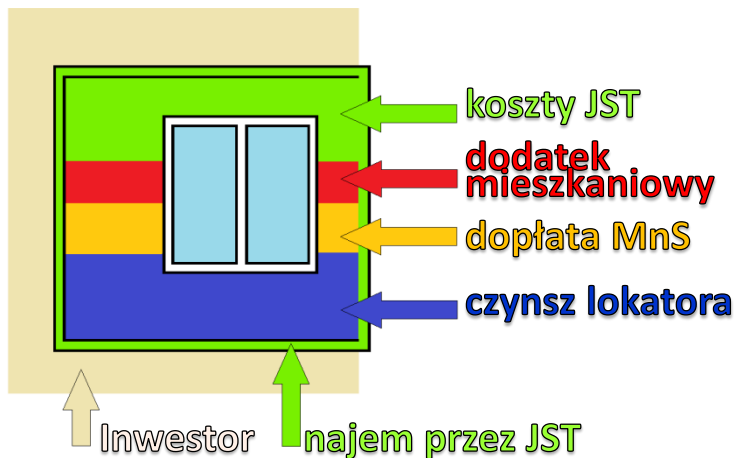 koszty JST
dodatek
mieszkaniowy
dopłata MnS
czynsz lokatora
Inwestor
najem przez JST